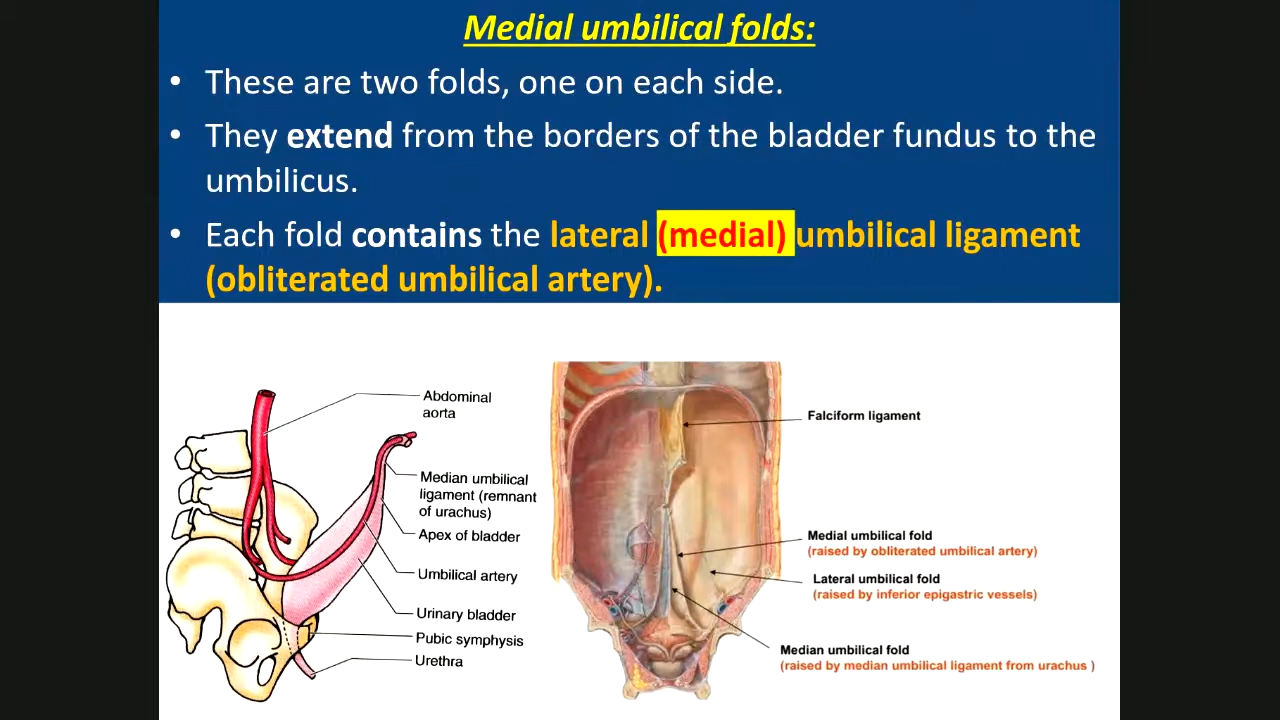 Medial umbilical folds:
• These are two folds, one on each side.
• They extend from the borders of the bladder fundus to the
umbilicus.
• Each fold contains the lateral (medial) umbilical ligament
(obliterated umbilical artery).
Abdominal
aorta
Median umbilical
ligament (remnant
of urachus)
Apex of bladder
Umbilical artery
Urinary bladder
Pubic symphysis
Urethra
Falciform ligament
Medial umbilical fold
(raised by obliterated umbilical artery)
Lateral umbilical fold
(raised by inferior epigastric vessels)
Median umbilical fold
(raised by median umbilical ligament from urachus )